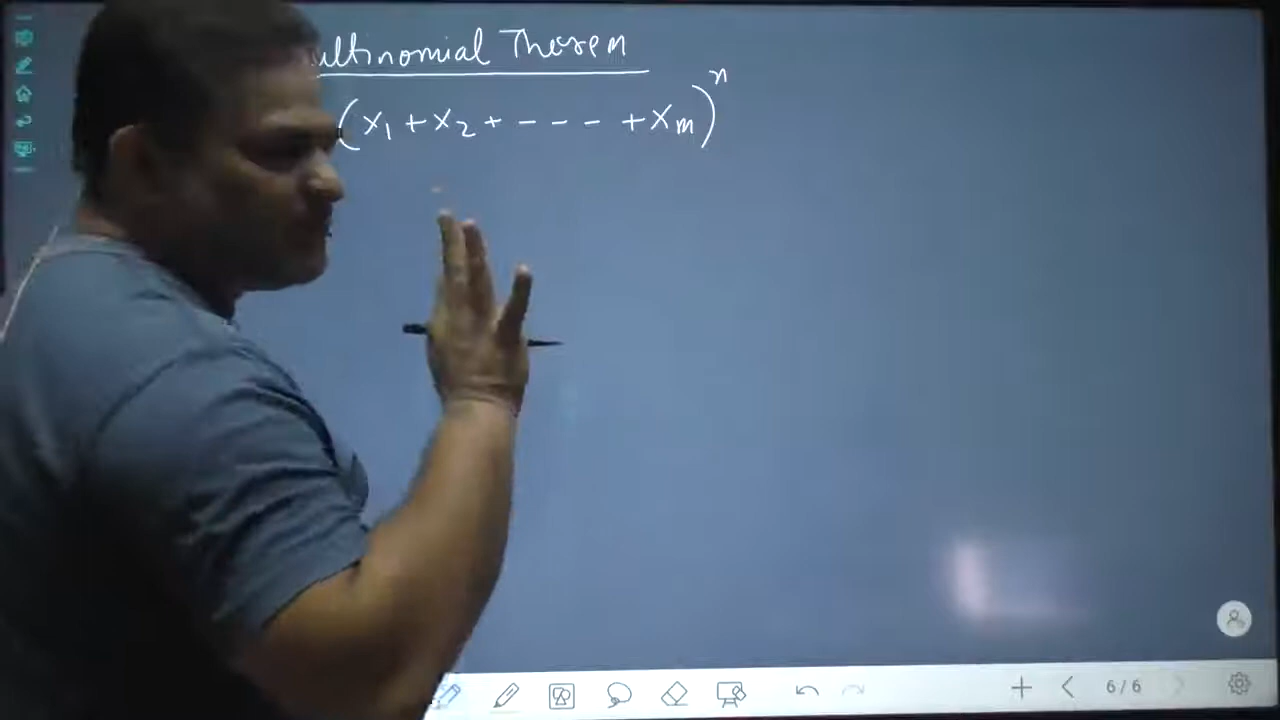 ultinomial Theorem
(x₁ + x₂ + - - - + xₘ)ⁿ
6/6